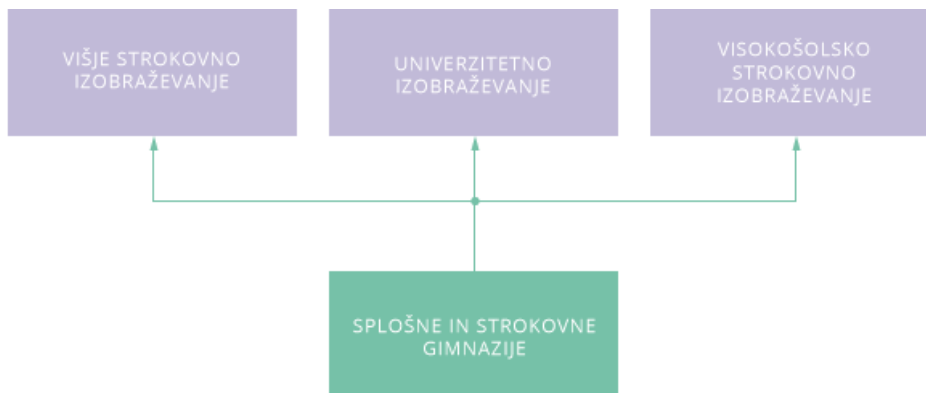 VIŠJE STROKOVNO
IZOBRAŽEVANJE
UNIVERZITETNO
IZOBRAŽEVANJE
VISOKOŠOLSKO
STROKOVNO
IZOBRAŽEVANJE
SPLOŠNE IN STROKOVNE
GIMNAZIJE